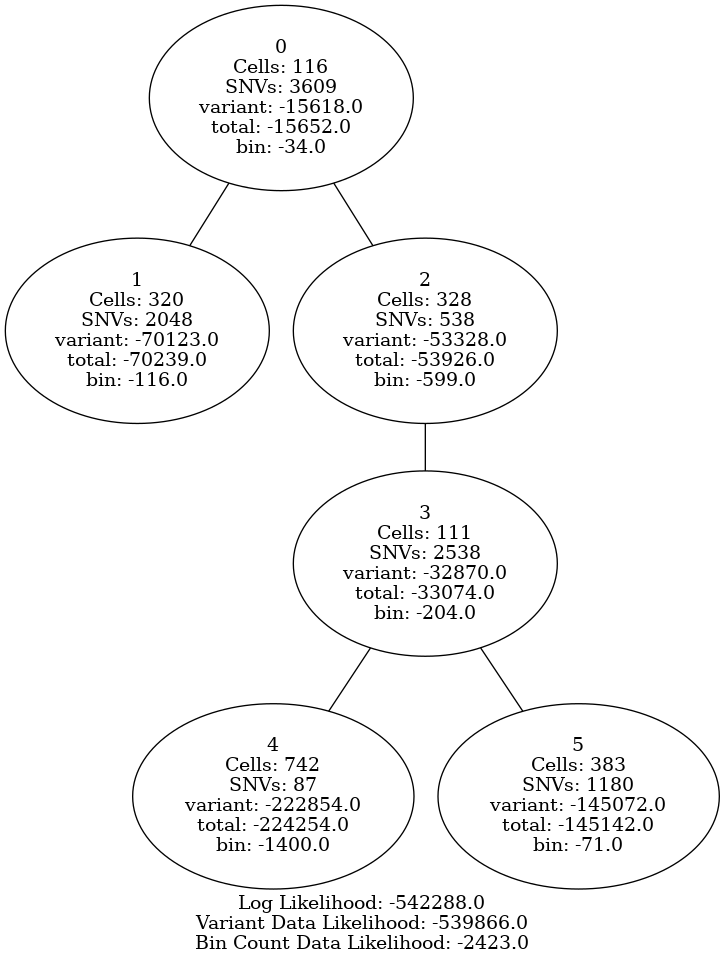 0
Cells: 116
SNVs: 3609
variant: -15618.0
total: -15652.0
bin: -34.0
1
Cells: 320
SNVs: 2048
variant: -70123.0
total: -70239.0
bin: -116.0
2
Cells: 328
SNVs: 538
variant: -53328.0
total: -53926.0
bin: -599.0
3
Cells: 111
SNVs: 2538
variant: -32870.0
total: -33074.0
bin: -204.0
4
Cells: 742
SNVs: 87
variant: -222854.0
total: -224254.0
bin: -1400.0
5
Cells: 383
SNVs: 1180
variant: -145072.0
total: -145142.0
bin: -71.0
Log Likelihood: -542288.0
Variant Data Likelihood: -539866.0
Bin Count Data Likelihood: -2423.0